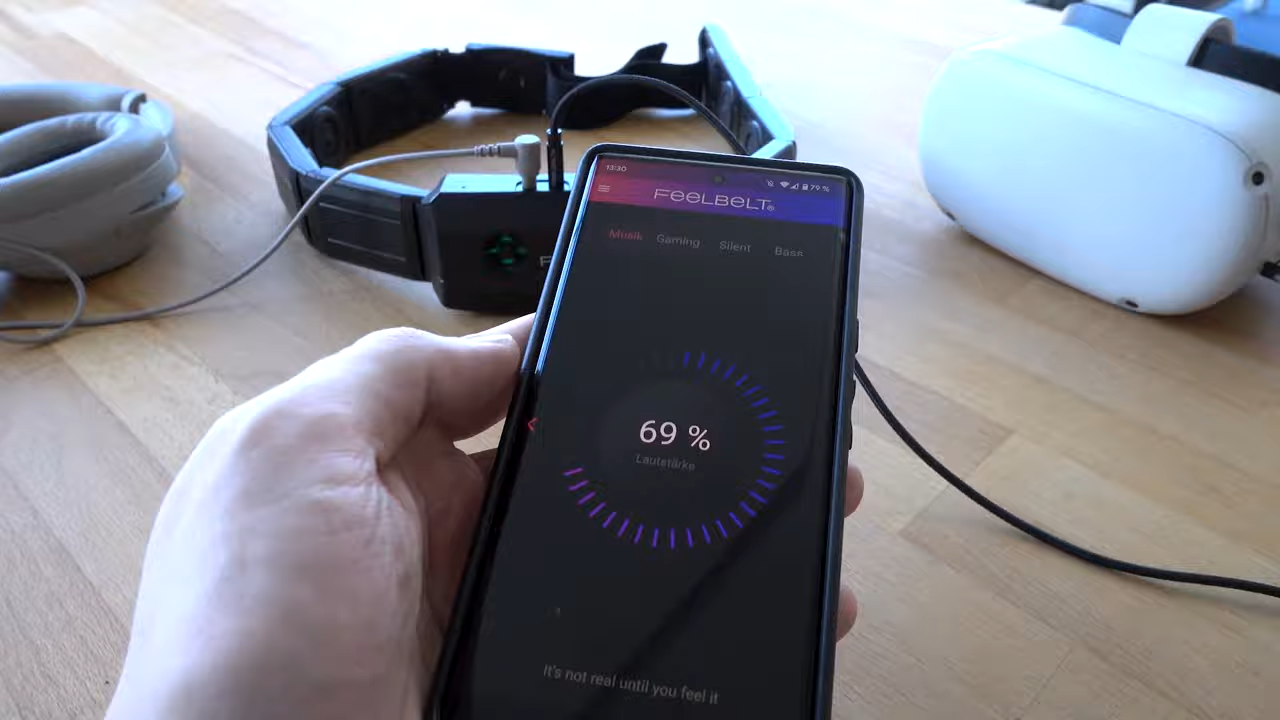 13:30 79 %
FEELBELT®
Musik Gaming Silent Bass
69 %
Lautstärke
It's not real until you feel it
F